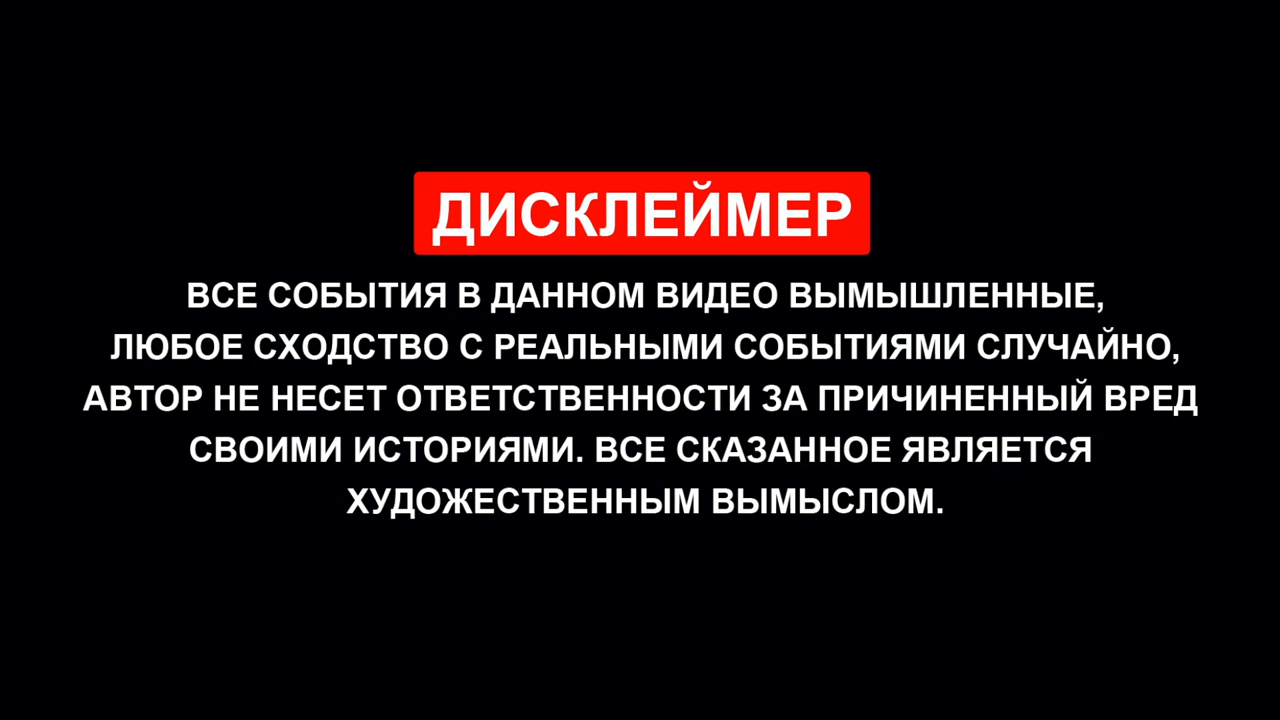 ДИСКЛЕЙМЕР
ВСЕ СОБЫТИЯ В ДАННОМ ВИДЕО ВЫМЫШЛЕННЫЕ,
ЛЮБОЕ СХОДСТВО С РЕАЛЬНЫМИ СОБЫТИЯМИ СЛУЧАЙНО,
АВТОР НЕ НЕСЕТ ОТВЕТСТВЕННОСТИ ЗА ПРИЧИНЕННЫЙ ВРЕД
СВОИМИ ИСТОРИЯМИ. ВСЕ СКАЗАННОЕ ЯВЛЯЕТСЯ
ХУДОЖЕСТВЕННЫМ ВЫМЫСЛОМ.